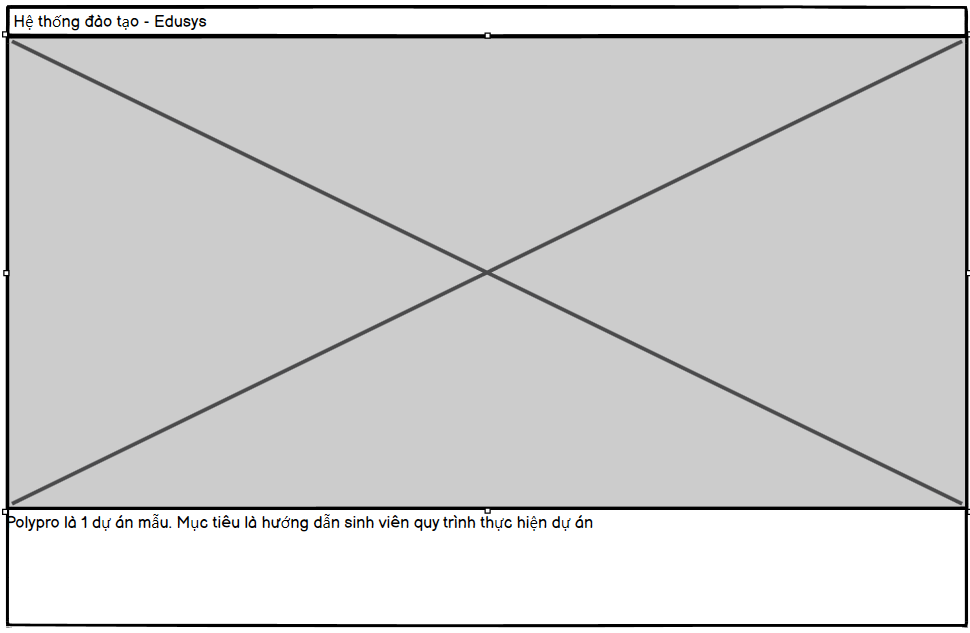 Hệ thống đào tạo - Edusys
Polypro là 1 dự án mẫu. Mục tiêu là hướng dẫn sinh viên quy trình thực hiện dự án